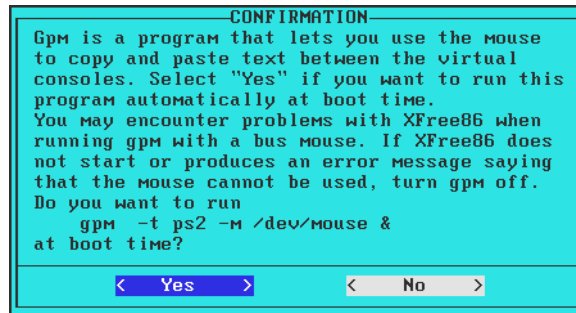 CONFIRMATION
Gpm is a program that lets you use the mouse
to copy and paste text between the virtual
consoles. Select "Yes" if you want to run this
program automatically at boot time.
You may encounter problems with XFree86 when
running gpm with a bus mouse. If XFree86 does
not start or produces an error message saying
that the mouse cannot be used, turn gpm off.
Do you want to run
gpm -t ps2 -m /dev/mouse &
at boot time?
< Yes > < No >